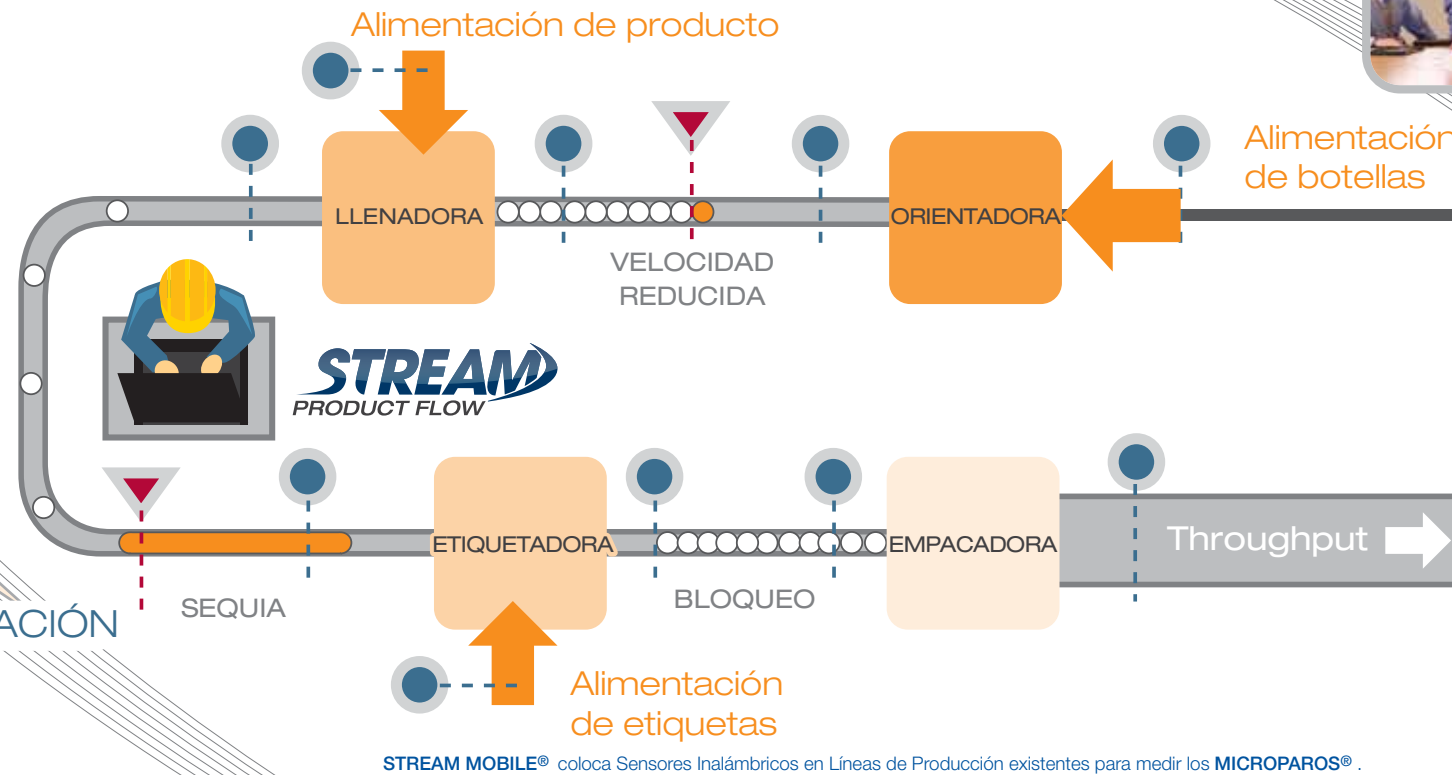 Alimentación de producto
Alimentación
de botellas
LLENADORA
ORIENTADORA
VELOCIDAD
REDUCIDA
STREAM
PRODUCT FLOW
ETIQUETADORA
EMPACADORA
Throughput
SEQUIA
BLOQUEO
ACIÓN
Alimentación
de etiquetas
STREAM MOBILE® coloca Sensores Inalámbricos en Líneas de Producción existentes para medir los MICROPAROS® .